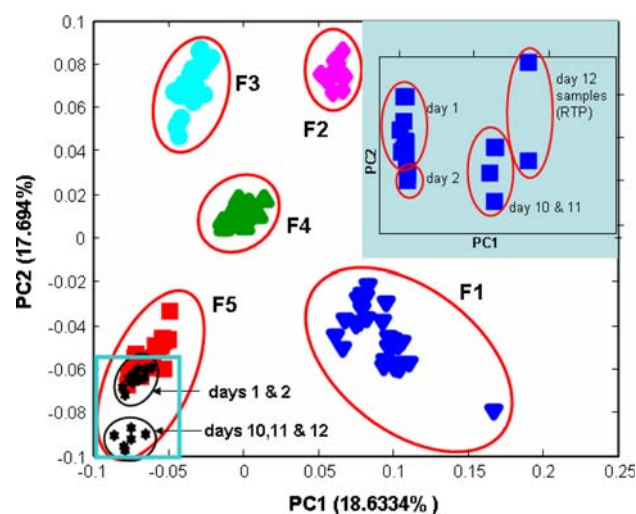 0.1
0.08
0.06
0.04
0.02
0
-0.02
-0.04
-0.06
-0.08
-0.1
PC2 (17.694%)
F3
F2
F4
F5
F1
days 1 & 2
days 10,11 & 12
day 1
day 2
day 12
samples
(RTP)
day 10 & 11
PC2
PC1
-0.1
-0.05
0
0.05
0.1
0.15
0.2
0.25
PC1 (18.6334% )